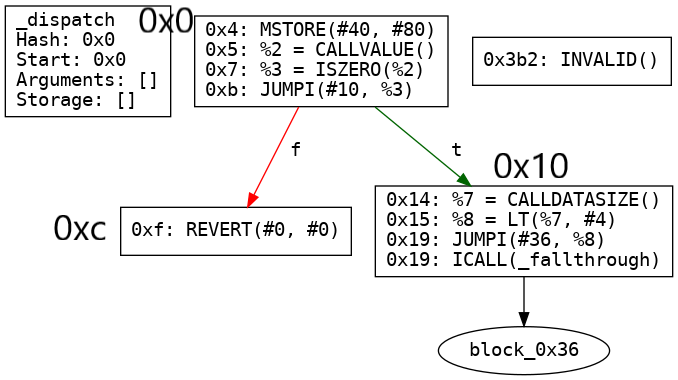 _dispatch
Hash: 0x0
Start: 0x0
Arguments: []
Storage: []
0x0
0x4: MSTORE(#40, #80)
0x5: %2 = CALLVALUE()
0x7: %3 = ISZERO(%2)
0xb: JUMPI(#10, %3)
0x3b2: INVALID()
f
t
0xc
0xf: REVERT(#0, #0)
0x10
0x14: %7 = CALLDATASIZE()
0x15: %8 = LT(%7, #4)
0x19: JUMPI(#36, %8)
0x19: ICALL(_fallthrough)
block_0x36